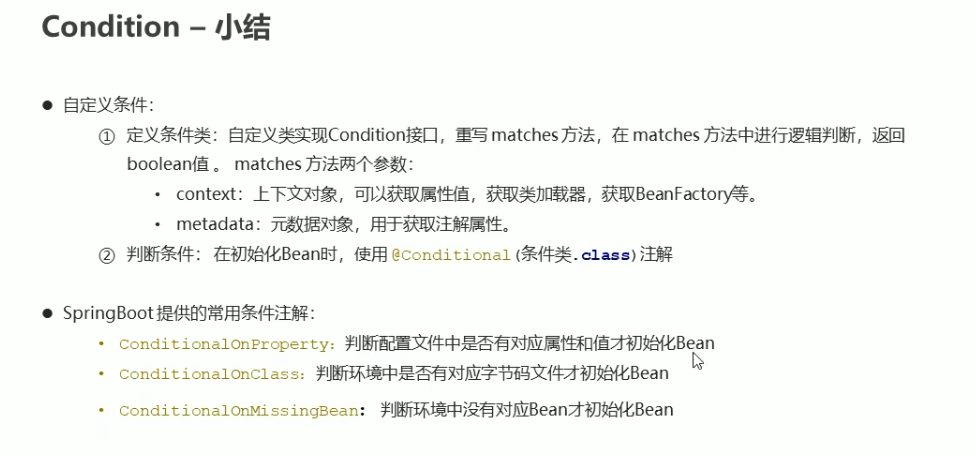 Condition – 小结
● 自定义条件：
① 定义条件类：自定义类实现Condition接口，重写 matches 方法，在 matches 方法中进行逻辑判断，返回
boolean值 。 matches 方法两个参数：
• context：上下文对象，可以获取属性值，获取类加载器，获取BeanFactory等。
• metadata：元数据对象，用于获取注解属性。
② 判断条件： 在初始化Bean时，使用 @Conditional(条件类.class)注解
● SpringBoot 提供的常用条件注解：
• ConditionalOnProperty：判断配置文件中是否有对应属性和值才初始化Bean
• ConditionalOnClass：判断环境中是否有对应字节码文件才初始化Bean
• ConditionalOnMissingBean： 判断环境中没有对应Bean才初始化Bean